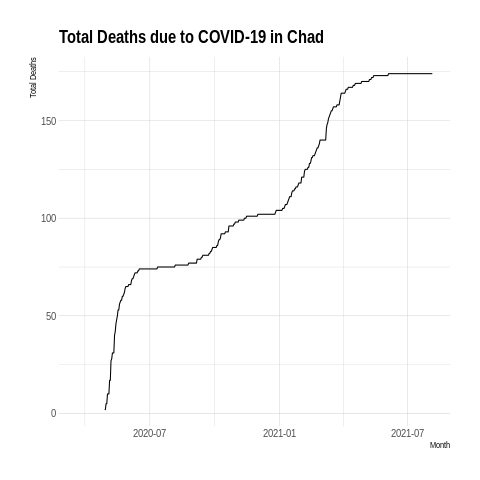 Total Deaths due to COVID-19 in Chad
Total Deaths
150
100
50
0
2020-07
2021-01
2021-07
Month